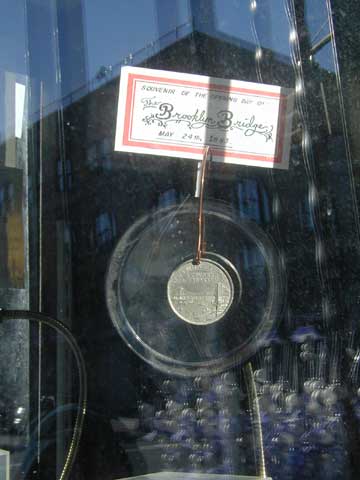 SOUVENIR OF THE OPENING DAY OF
The
Brooklyn Bridge
MAY 24th, 1883